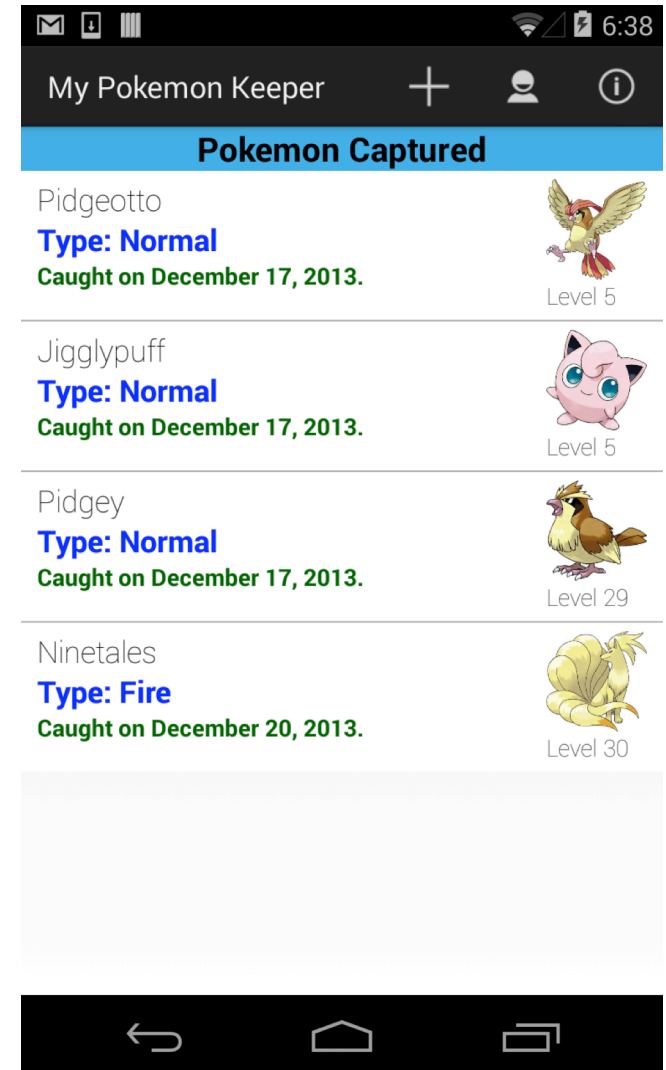 6:38
My Pokemon Keeper
Pokemon Captured
Pidgeotto
Type: Normal
Caught on December 17, 2013.
Level 5
Jigglypuff
Type: Normal
Caught on December 17, 2013.
Level 5
Pidgey
Type: Normal
Caught on December 17, 2013.
Level 29
Ninetales
Type: Fire
Caught on December 20, 2013.
Level 30